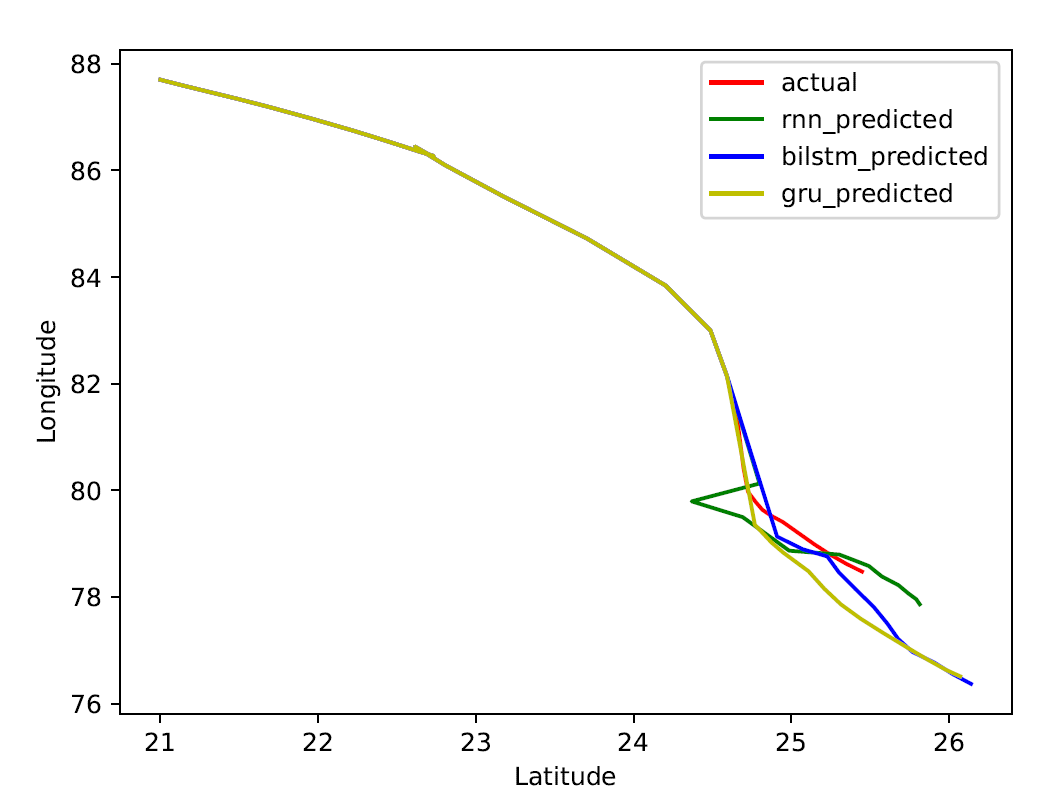 88
86
84
82
80
78
76
Longitude
actual
rnn_predicted
bilstm_predicted
gru_predicted
21 22 23 24 25 26
Latitude